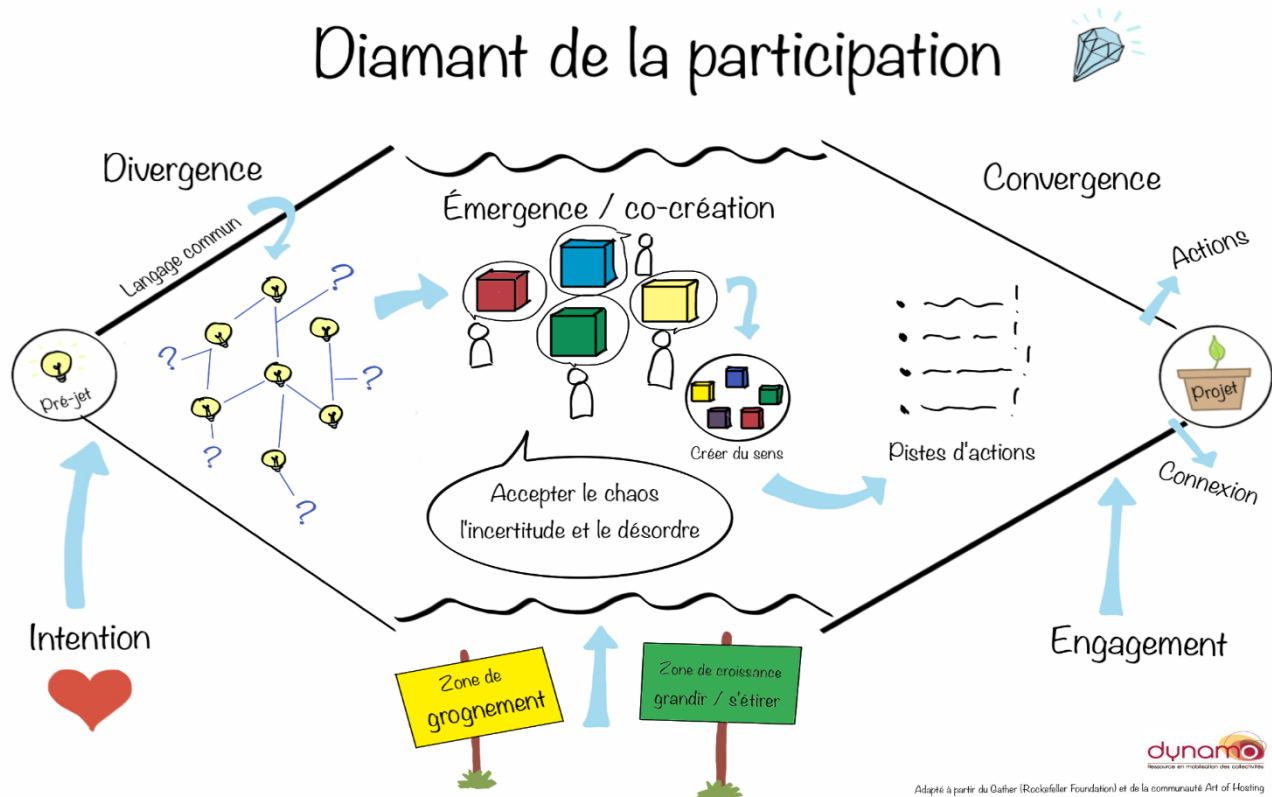 Diamant de la participation
Divergence
Langage commun
Pré-jet
?
?
?
?
?
Intention
Émergence / co-création
Créer du sens
Accepter le chaos
l'incertitude et le désordre
Zone de
grognement
Zone de croissance
grandir / s'étirer
Convergence
Pistes d'actions
Actions
Projet
Connexion
Engagement
dynamo
Ressource en mobilisation des collectivités
Adapté à partir du Gather (Rockefeller Foundation) et de la communauté Art of Hosting